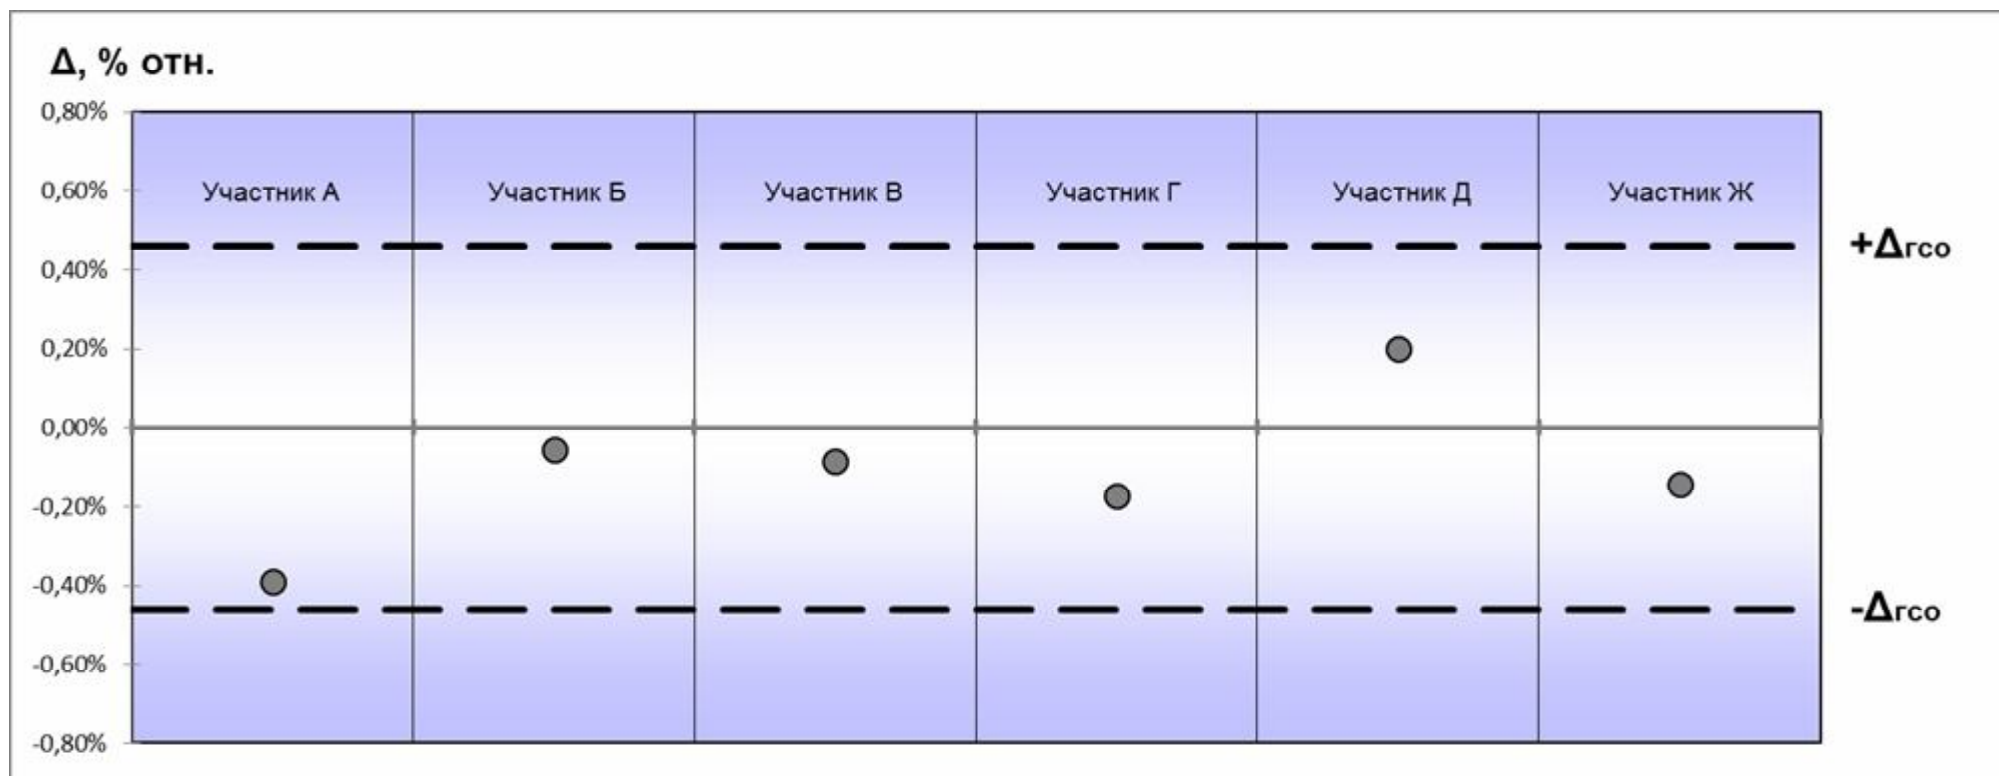 Δ, % отн.
0,80%
Участник А Участник Б Участник В Участник Г Участник Д Участник Ж
0,60%
+Δгсо
0,40%
0,20%
0,00%
-0,20%
-0,40%
-Δгсо
-0,60%
-0,80%